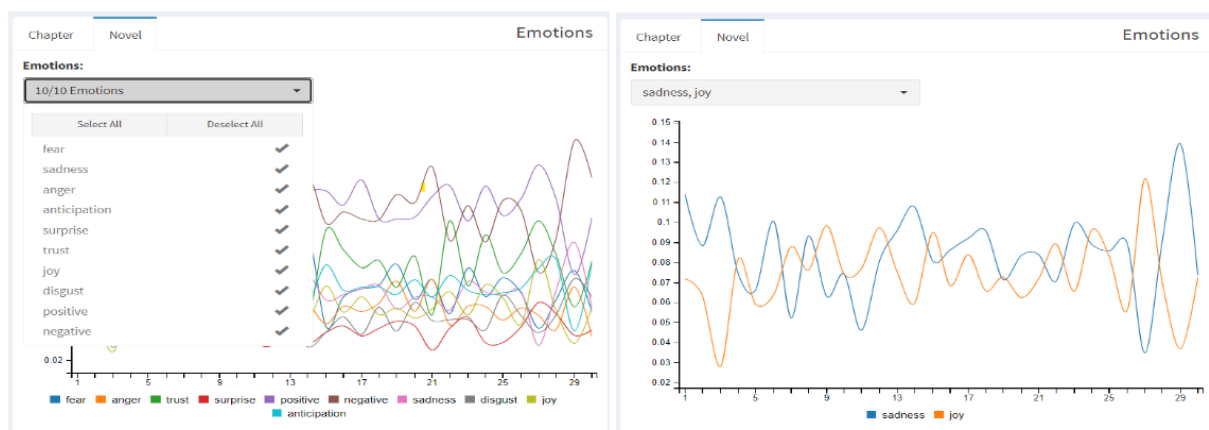 Chapter Novel Emotions
Emotions:
10/10 Emotions
Select All Deselect All
fear
sadness
anger
anticipation
surprise
trust
joy
disgust
positive
negative
0.02
1 5 9 13 17 21 25 29
fear anger trust surprise positive negative sadness disgust joy
anticipation
Chapter Novel Emotions
Emotions:
sadness, joy
0.15
0.14
0.13
0.12
0.11
0.1
0.09
0.08
0.07
0.06
0.05
0.04
0.03
0.02
1 5 9 13 17 21 25 29
sadness joy